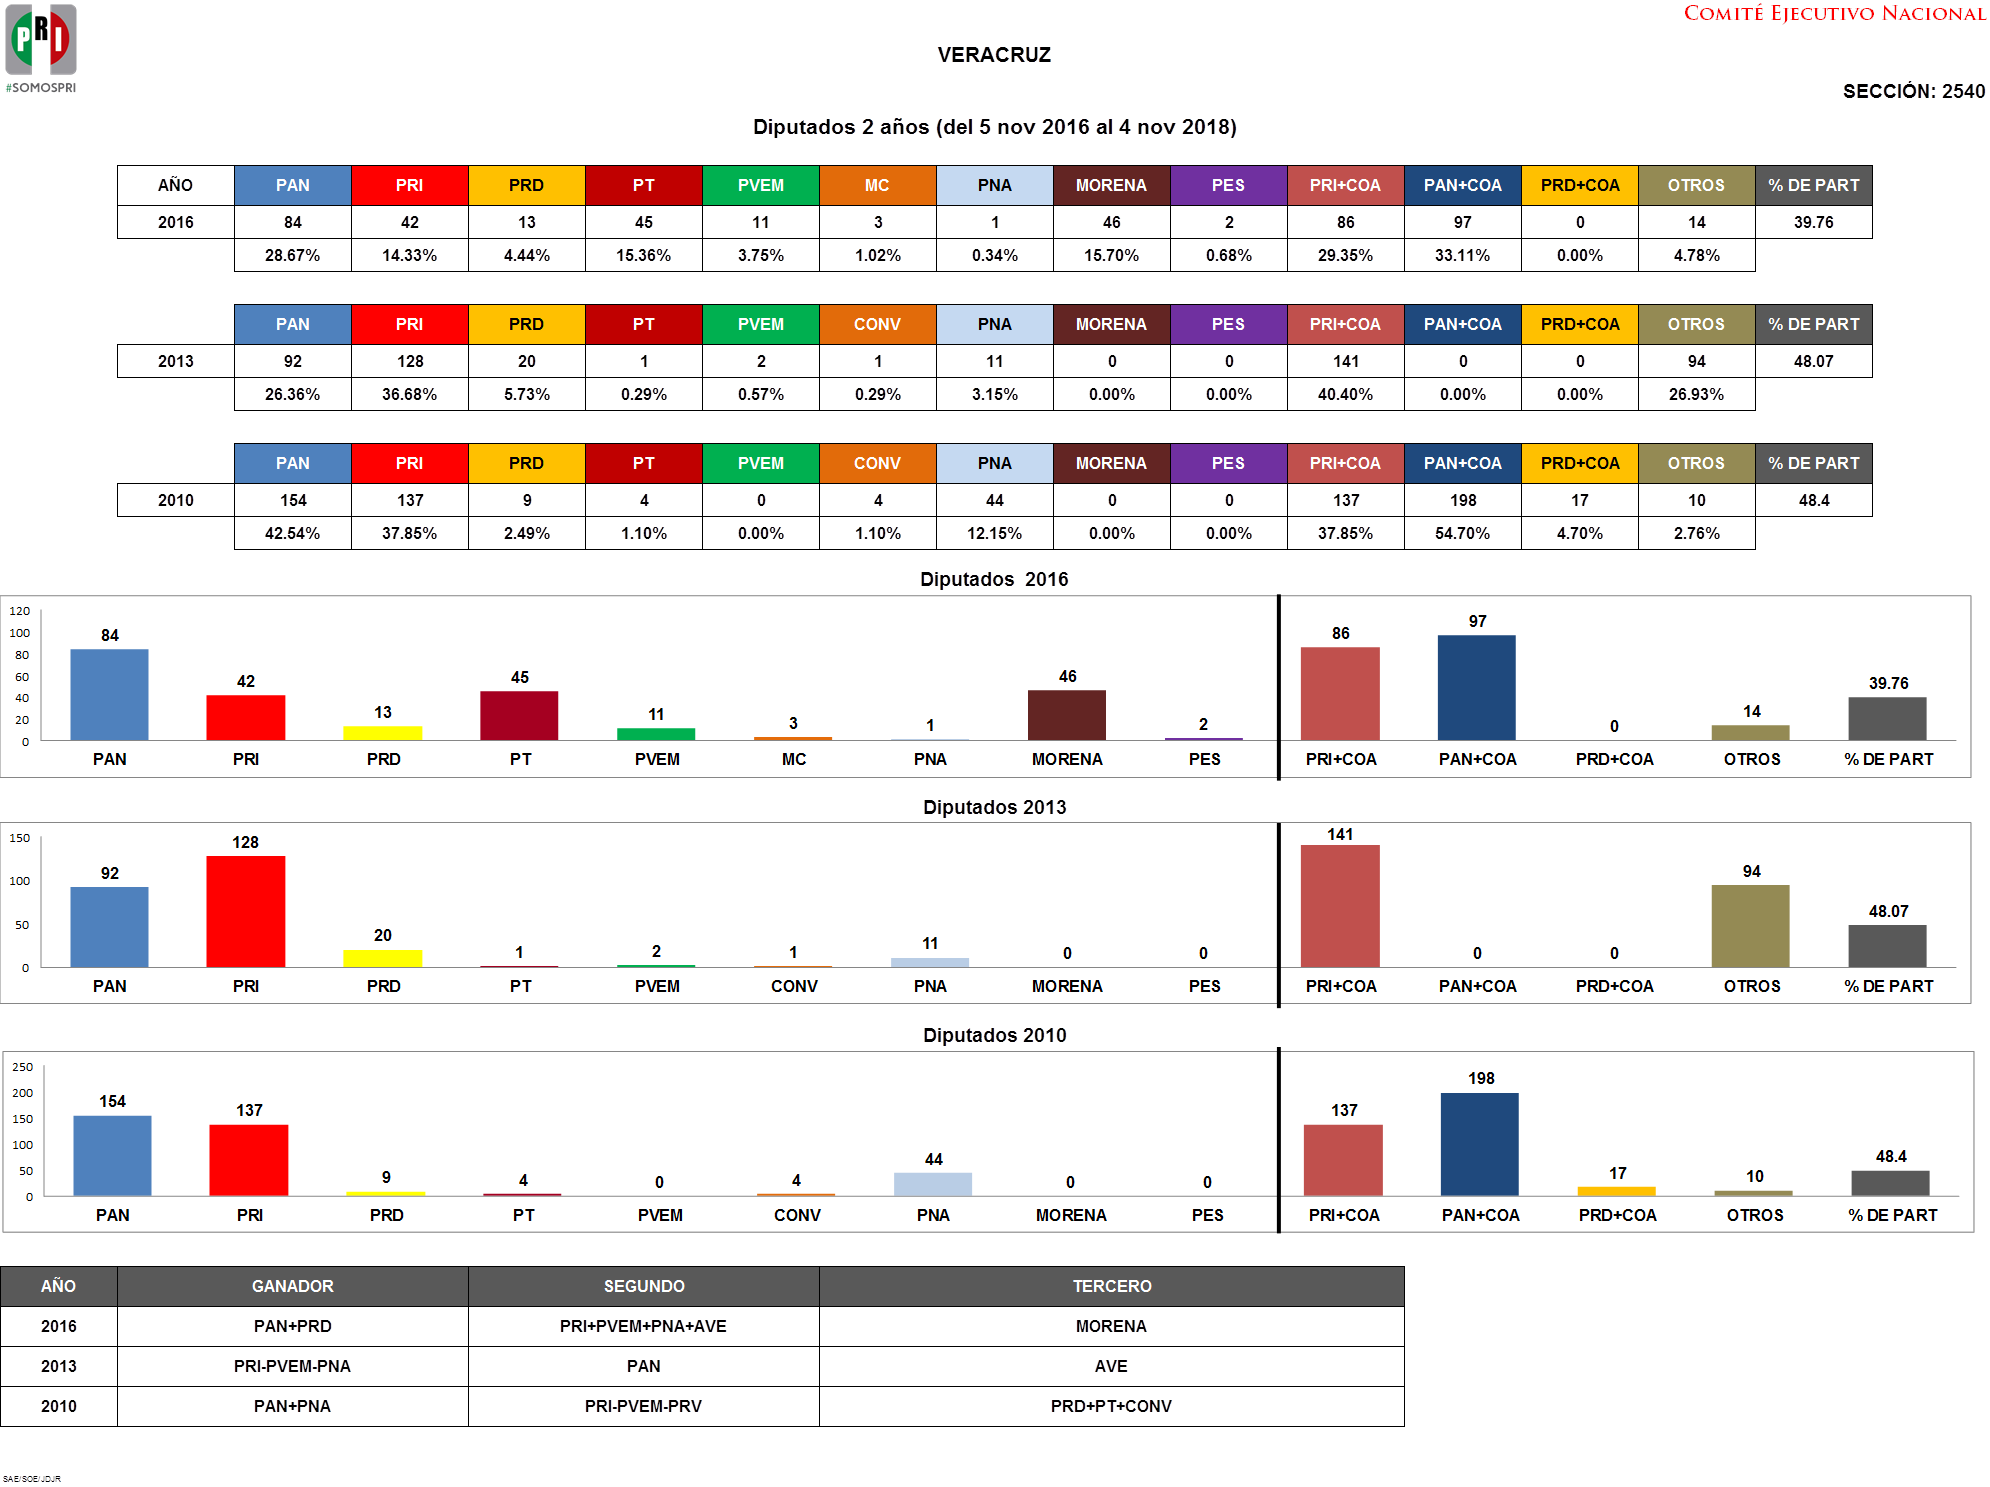 COMITÉ EJECUTIVO NACIONAL
PRI
#SOMOSPRI
VERACRUZ
SECCIÓN: 2540
Diputados 2 años (del 5 nov 2016 al 4 nov 2018)
AÑO PAN PRI PRD PT PVEM MC PNA MORENA PES PRI+COA PAN+COA PRD+COA OTROS % DE PART
2016 84 42 13 45 11 3 1 46 2 86 97 0 14 39.76
28.67% 14.33% 4.44% 15.36% 3.75% 1.02% 0.34% 15.70% 0.68% 29.35% 33.11% 0.00% 4.78%
PAN PRI PRD PT PVEM CONV PNA MORENA PES PRI+COA PAN+COA PRD+COA OTROS % DE PART
2013 92 128 20 1 2 1 11 0 0 141 0 0 94 48.07
26.36% 36.68% 5.73% 0.29% 0.57% 0.29% 3.15% 0.00% 0.00% 40.40% 0.00% 0.00% 26.93%
PAN PRI PRD PT PVEM CONV PNA MORENA PES PRI+COA PAN+COA PRD+COA OTROS % DE PART
2010 154 137 9 4 0 4 44 0 0 137 198 17 10 48.4
42.54% 37.85% 2.49% 1.10% 0.00% 1.10% 12.15% 0.00% 0.00% 37.85% 54.70% 4.70% 2.76%
Diputados 2016
120
100
80
60
40
20
0
84 42 13 45 11 3 1 46 2 86 97 0 14 39.76
PAN PRI PRD PT PVEM MC PNA MORENA PES PRI+COA PAN+COA PRD+COA OTROS % DE PART
Diputados 2013
150
100
50
0
92 128 20 1 2 1 11 0 0 141 0 0 94 48.07
PAN PRI PRD PT PVEM CONV PNA MORENA PES PRI+COA PAN+COA PRD+COA OTROS % DE PART
Diputados 2010
250
200
150
100
50
0
154 137 9 4 0 4 44 0 0 137 198 17 10 48.4
PAN PRI PRD PT PVEM CONV PNA MORENA PES PRI+COA PAN+COA PRD+COA OTROS % DE PART
AÑO GANADOR SEGUNDO TERCERO
2016 PAN+PRD PRI+PVEM+PNA+AVE MORENA
2013 PRI-PVEM-PNA PAN AVE
2010 PAN+PNA PRI-PVEM-PRV PRD+PT+CONV
SAE/SOE/JDJR